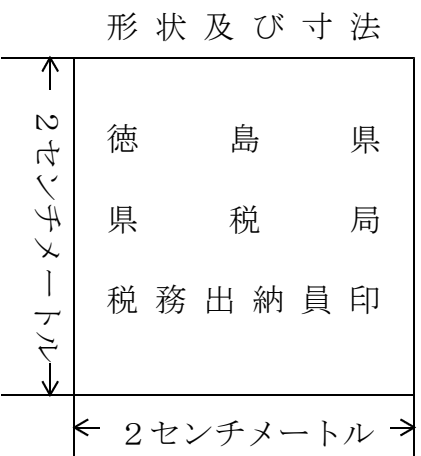 形状及び寸法
２センチメートル
徳島県
県税局
税務出納員印
２センチメートル